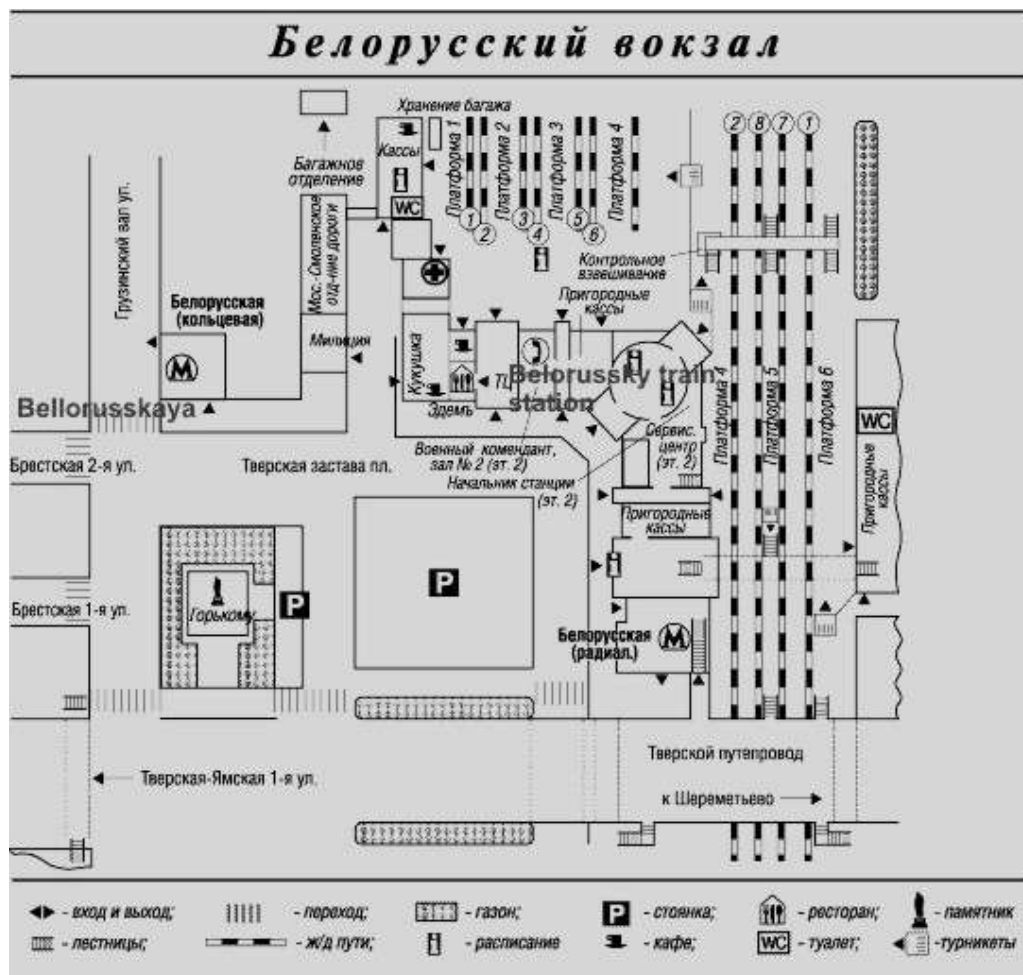 Белорусский вокзал
Хранение багажа
Кассы
WC
Багажное
отделение
Мос.-Смоленское
отд-ние дороги
Милиция
Грузинский вал ул.
Белорусская
(кольцевая)
М
Bellorusskaya
Платформа 1
1
2
Платформа 2
3
4
Платформа 3
5
6
Платформа 4
2
8
7
1
Контрольное
взвешивание
Пригородные
кассы
Кукушка
Здемъ
ТЦ
Belorussky train
station
Военный комендант,
зал № 2 (эт. 2)
Начальник станции
(эт. 2)
Сервис.
центр
(эт. 2)
Платформа 4
Платформа 5
Платформа 6
WC
Пригородные
кассы
Пригородные
кассы
Брестская 2-я ул.
Тверская застава пл.
Брестская 1-я ул.
Горькому
P
P
Белорусская
(радиал.)
М
Тверской путепровод
Тверская-Ямская 1-я ул.
к Шереметьево
- вход и выход;
- переход;
- газон;
P - стоянка;
- ресторан;
- памятник
- лестницы;
- ж/д пути;
- расписание
- кафе;
WC - туалет;
-турникеты